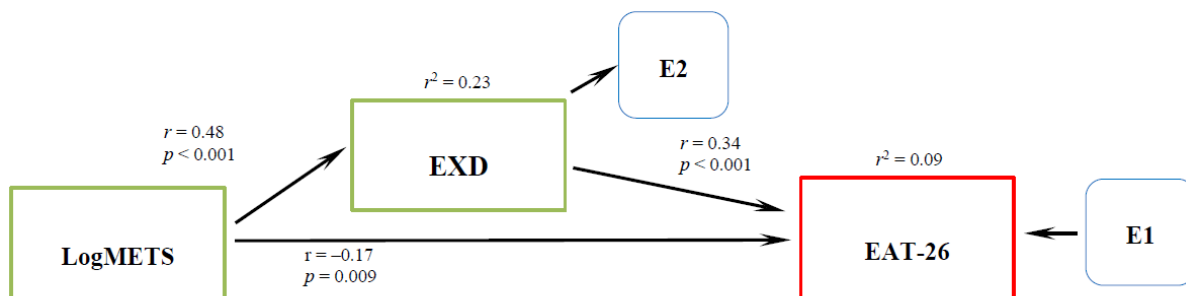 E2
r² = 0.23
r = 0.48
p < 0.001
EXD
r = 0.34
p < 0.001
r² = 0.09
LogMETS
r = –0.17
p = 0.009
EAT-26
E1